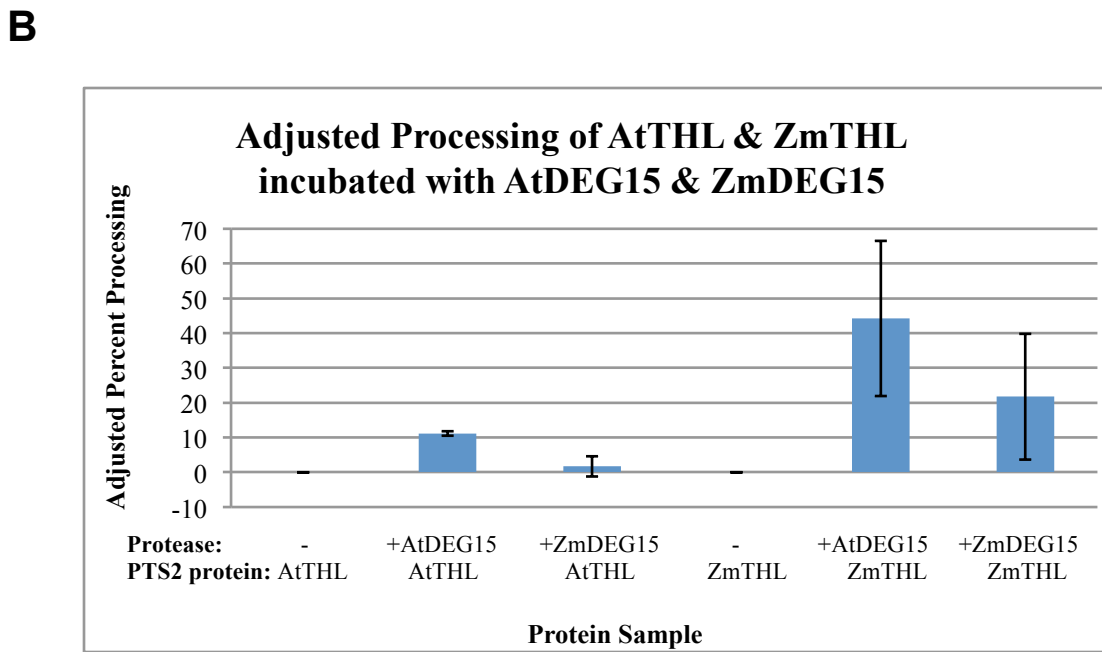 B
Adjusted Processing of AtTHL & ZmTHL
incubated with AtDEG15 & ZmDEG15
Adjusted Percent Processing
70
60
50
40
30
20
10
0
-10
Protease: - +AtDEG15 +ZmDEG15 - +AtDEG15 +ZmDEG15
PTS2 protein: AtTHL AtTHL AtTHL ZmTHL ZmTHL ZmTHL
Protein Sample